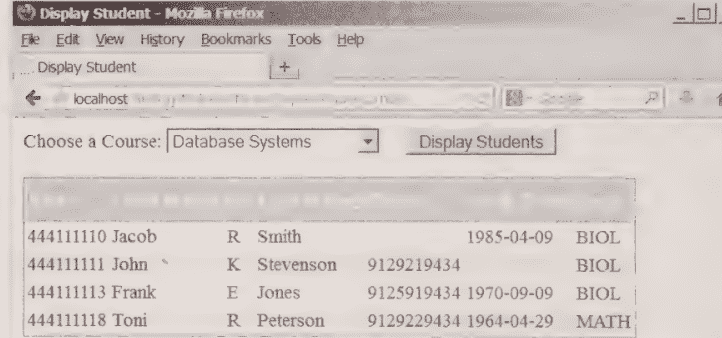 Display Student - Mozilla Firefox
File Edit View History Bookmarks Tools Help
Display Student +
localhost
Choose a Course: Database Systems Display Students
444111110 Jacob R Smith 1985-04-09 BIOL
444111111 John K Stevenson 9129219434 BIOL
444111113 Frank E Jones 9125919434 1970-09-09 BIOL
444111118 Toni R Peterson 9129229434 1964-04-29 MATH